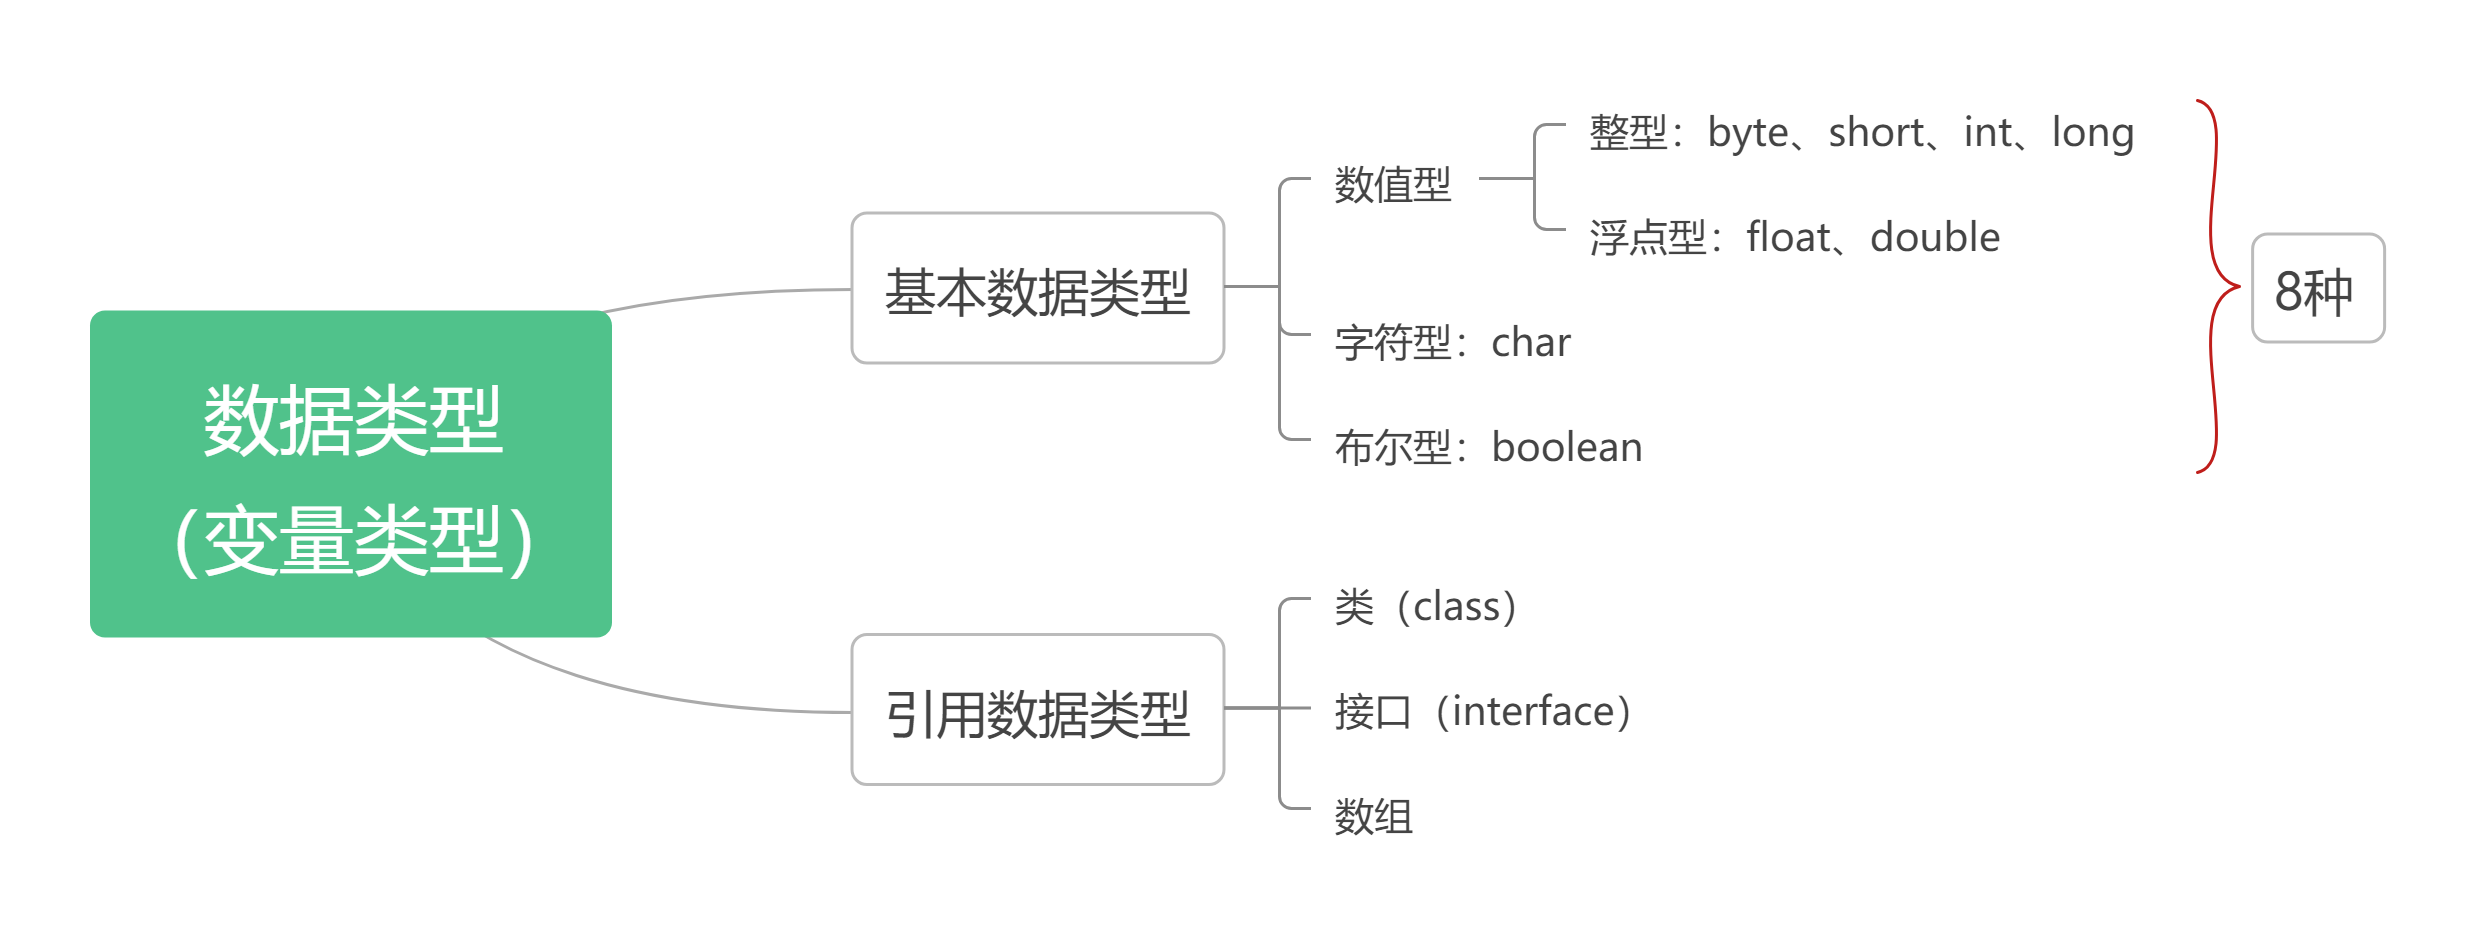 数据类型
（变量类型）
基本数据类型
数值型
整型：byte、short、int、long
浮点型：float、double
字符型：char
布尔型：boolean
8种
引用数据类型
类（class）
接口（interface）
数组